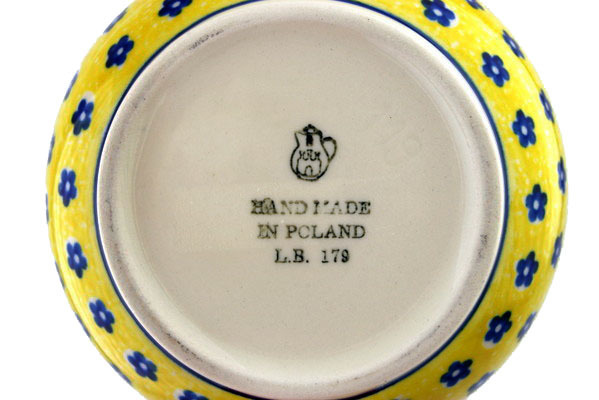 HAND MADE
IN POLAND
L.B. 179